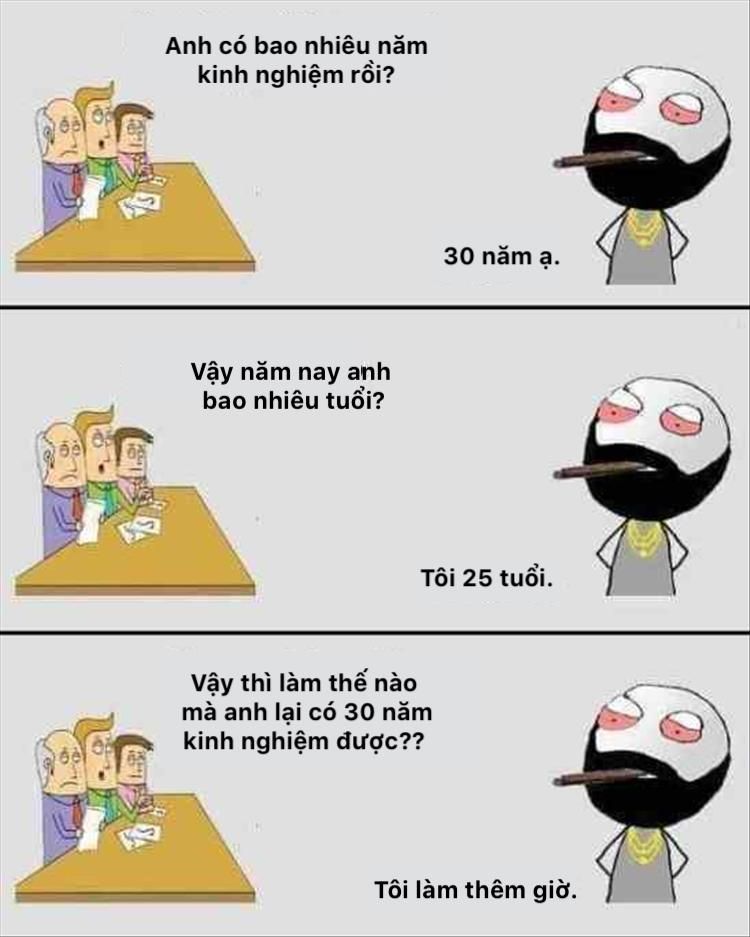 Anh có bao nhiêu năm
kinh nghiệm rồi?
30 năm ạ.
Vậy năm nay anh
bao nhiêu tuổi?
Tôi 25 tuổi.
Vậy thì làm thế nào
mà anh lại có 30 năm
kinh nghiệm được??
Tôi làm thêm giờ.